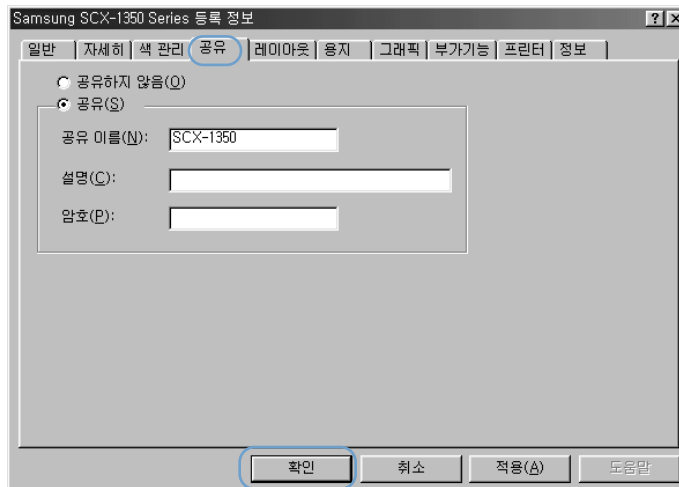 Samsung SCX-1350 Series 등록 정보
일반 자세히 색 관리 공유 레이아웃 용지 그래픽 부가기능 프린터 정보
공유하지 않음(O)
공유(S)
공유 이름(N): SCX-1350
설명(C):
암호(P):
확인 취소 적용(A) 도움말